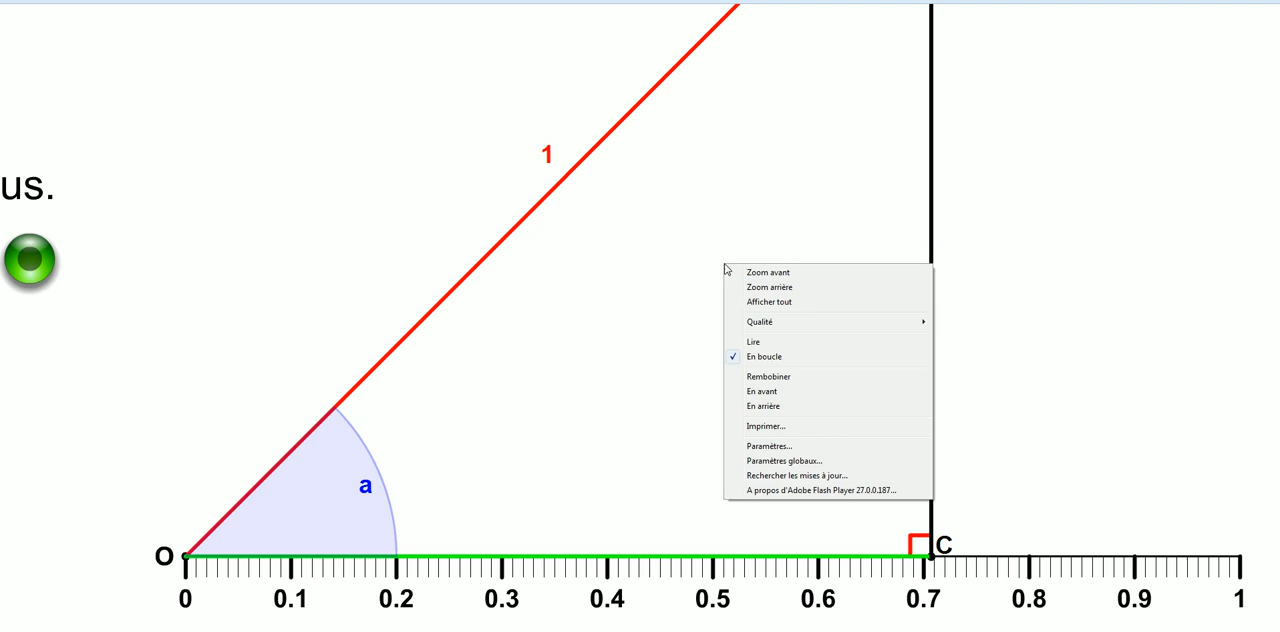 1
us.
Zoom avant
Zoom arrière
Afficher tout
Qualité
Lire
En boucle
Rembobiner
En avant
En arrière
Imprimer...
Paramètres...
Paramètres globaux...
Rechercher les mises à jour...
A propos d'Adobe Flash Player 27.0.0.187...
a
O
C
0 0.1 0.2 0.3 0.4 0.5 0.6 0.7 0.8 0.9 1